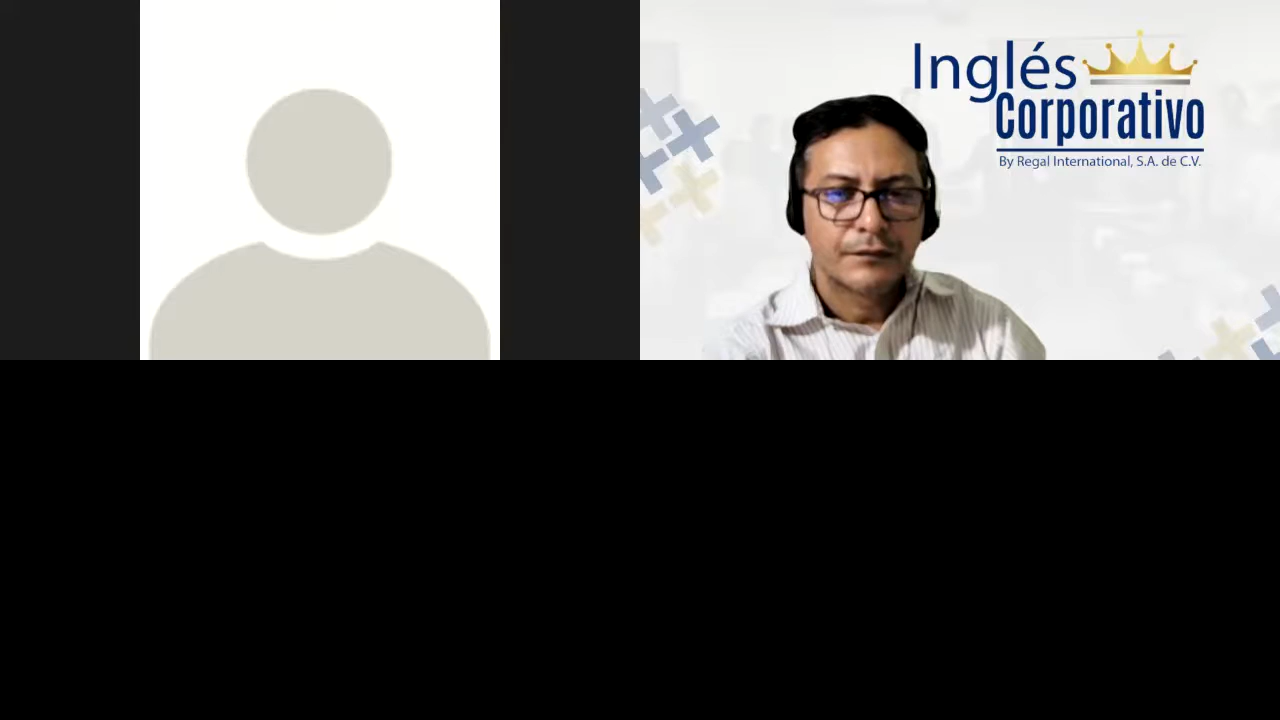 Inglés
Corporativo
By Regal International, S.A. de C.V.